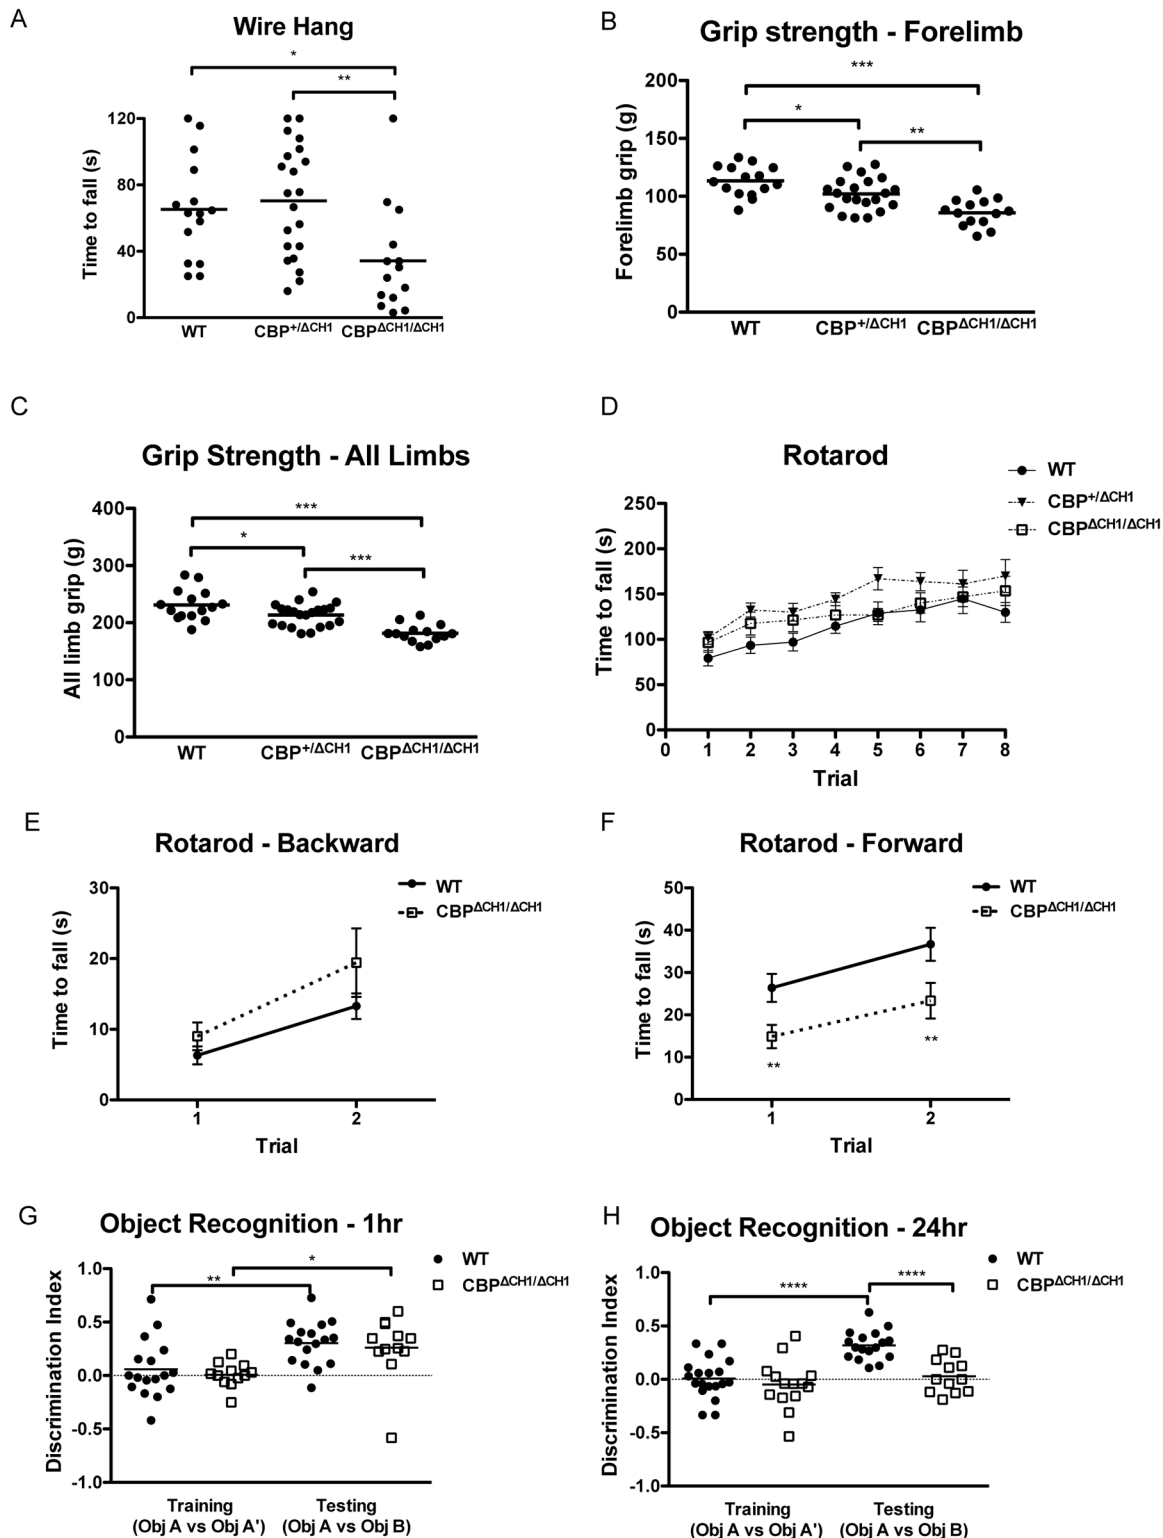 A
Wire Hang
*
**
Time to fall (s)
120
80
40
0
WT
CBP+/ΔCH1
CBPΔCH1/ΔCH1
B
Grip strength - Forelimb
***
*
**
Forelimb grip (g)
200
150
100
50
0
WT
CBP+/ΔCH1
CBPΔCH1/ΔCH1
C
Grip Strength - All Limbs
***
*
***
All limb grip (g)
400
300
200
100
0
WT
CBP+/ΔCH1
CBPΔCH1/ΔCH1
D
Rotarod
WT
CBP+/ΔCH1
CBPΔCH1/ΔCH1
Time to fall (s)
250
200
150
100
50
0
0 1 2 3 4 5 6 7 8
Trial
E
Rotarod - Backward
WT
CBPΔCH1/ΔCH1
Time to fall (s)
30
20
10
0
1 2
Trial
F
Rotarod - Forward
WT
CBPΔCH1/ΔCH1
Time to fall (s)
50
40
30
20
10
0
**
**
1 2
Trial
G
Object Recognition - 1hr
WT
CBPΔCH1/ΔCH1
*
**
Discrimination Index
1.0
0.5
0.0
-0.5
-1.0
Training
(Obj A vs Obj A')
Testing
(Obj A vs Obj B)
H
Object Recognition - 24hr
WT
CBPΔCH1/ΔCH1
****
****
Discrimination Index
1.0
0.5
0.0
-0.5
-1.0
Training
(Obj A vs Obj A')
Testing
(Obj A vs Obj B)